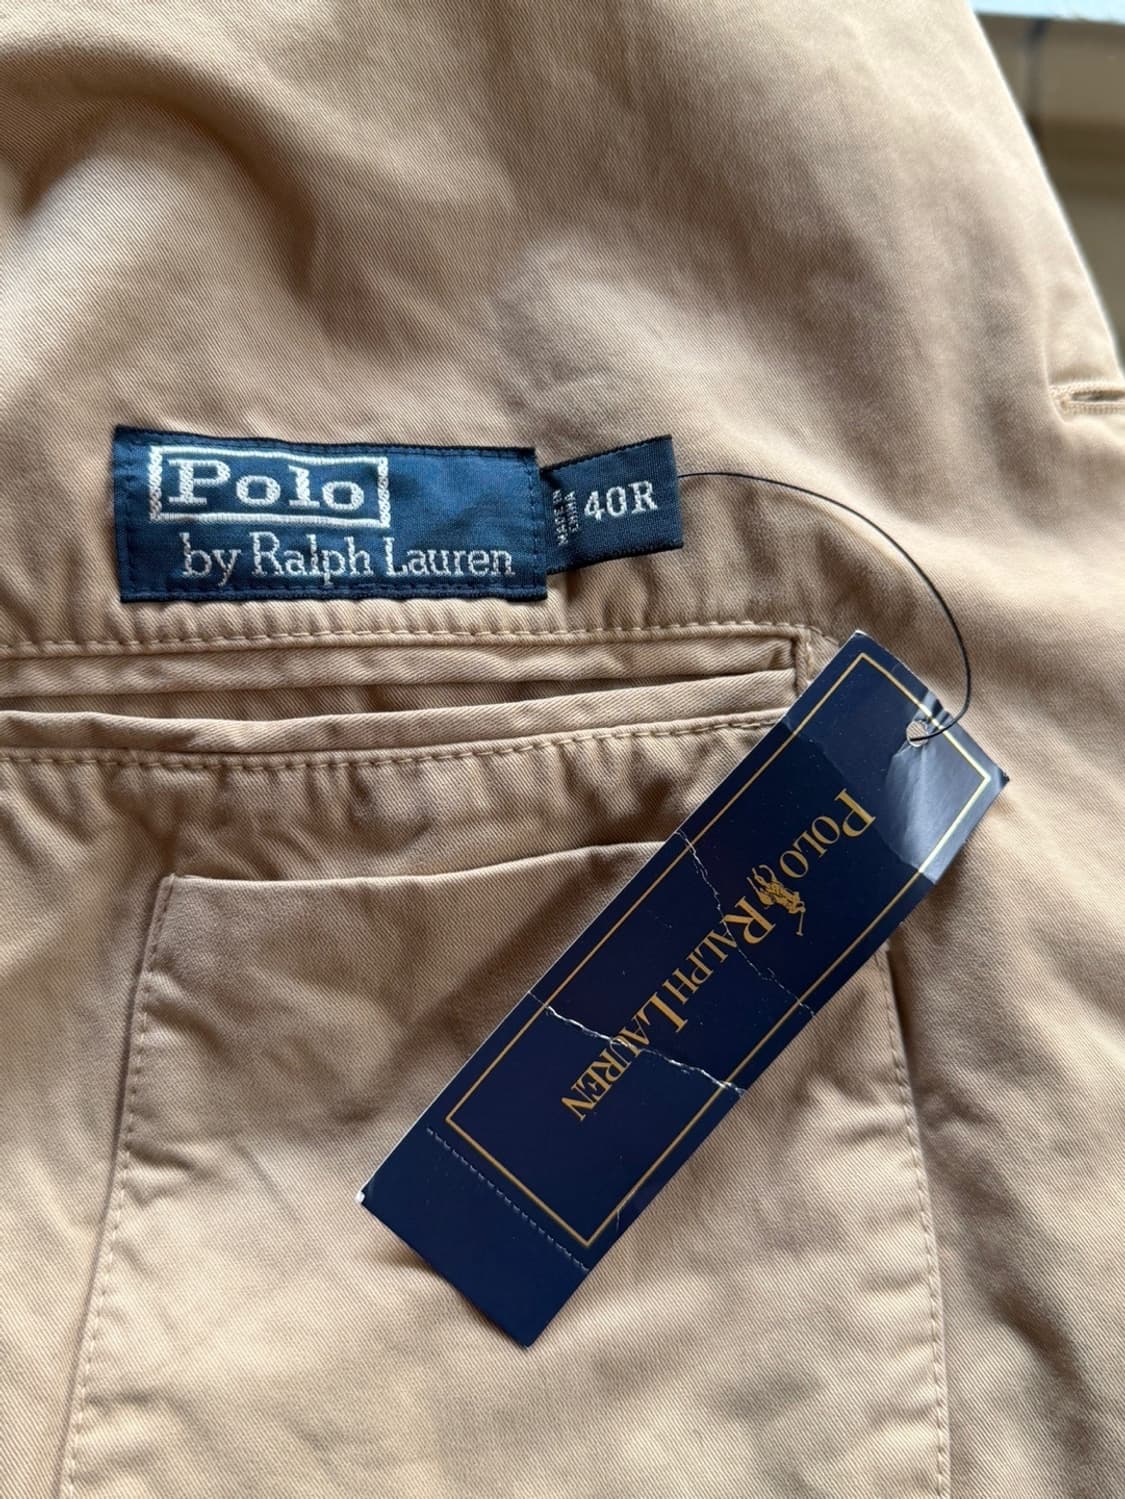 Polo
by Ralph Lauren
MADE IN
CHINA
40R
POLO RALPH LAUREN